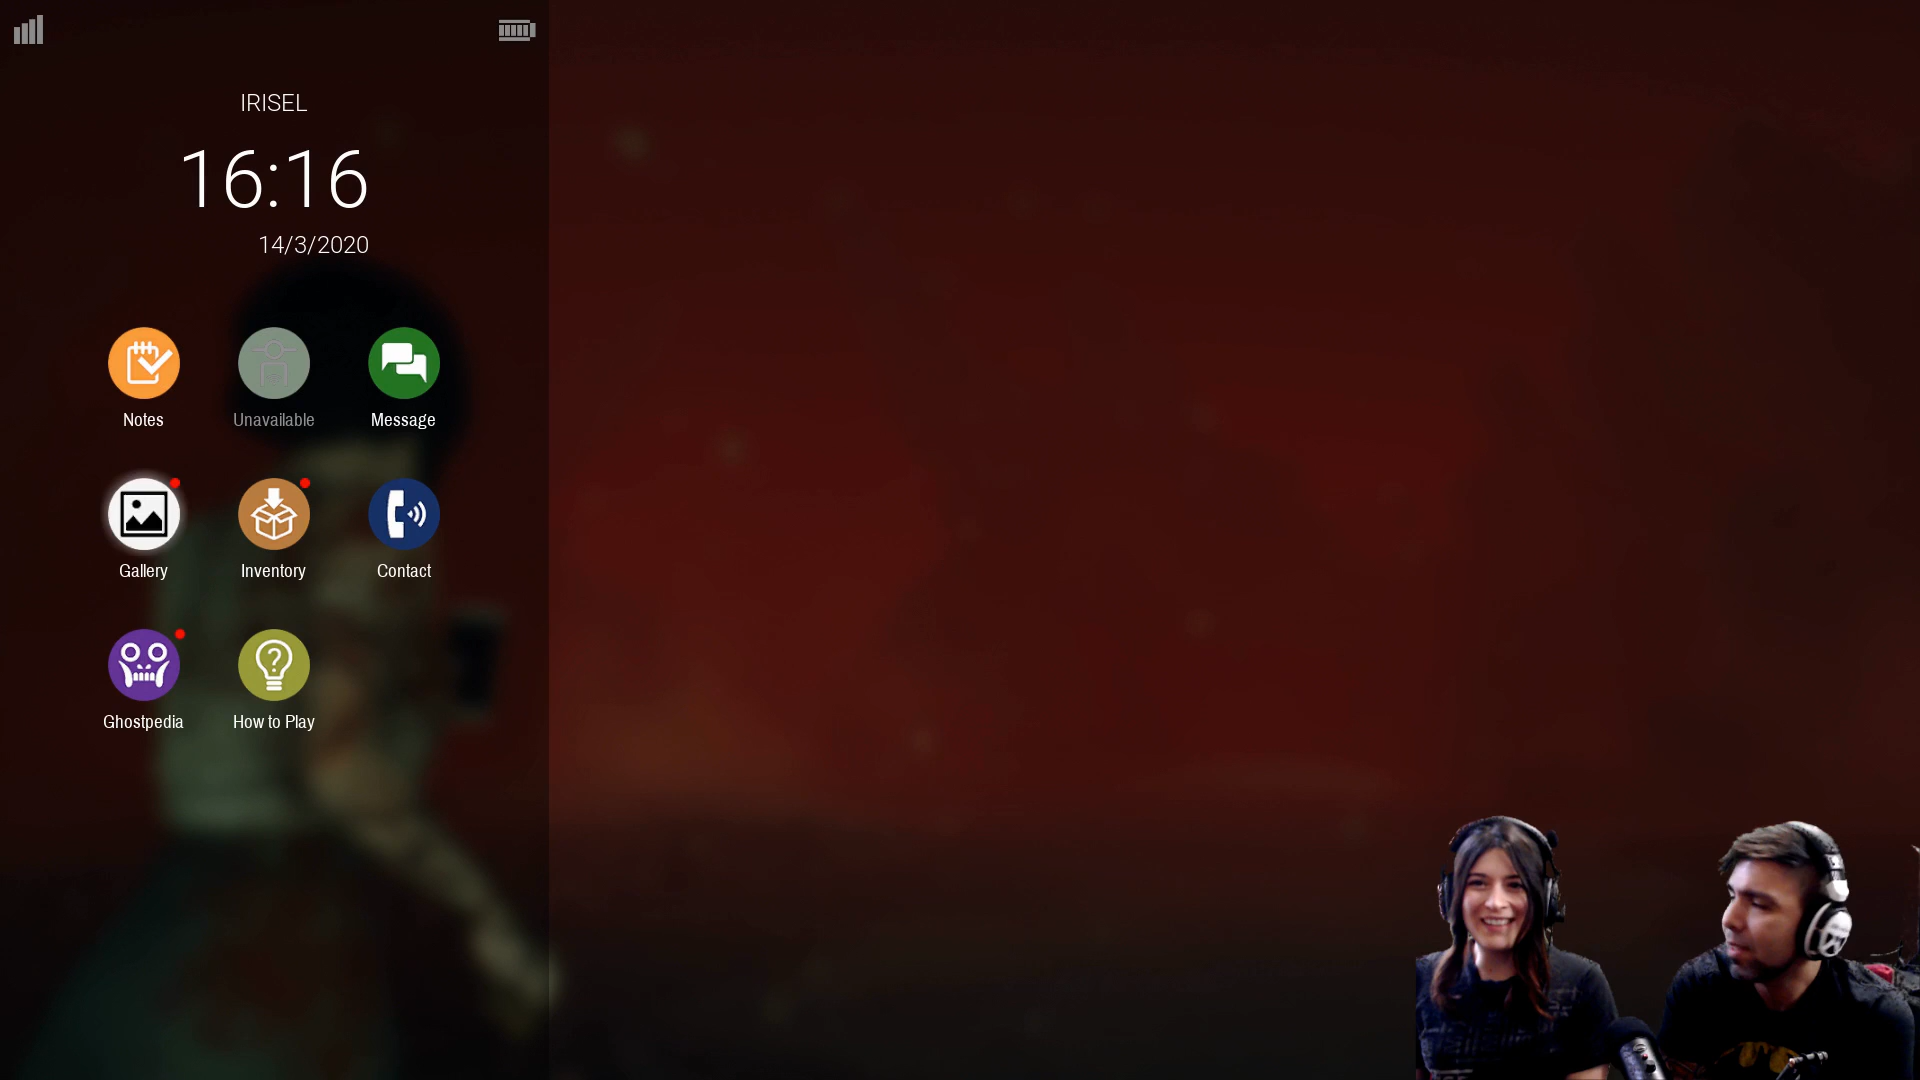 IRISEL
16:16
14/3/2020
Notes
Unavailable
Message
Gallery
Inventory
Contact
Ghostpedia
How to Play